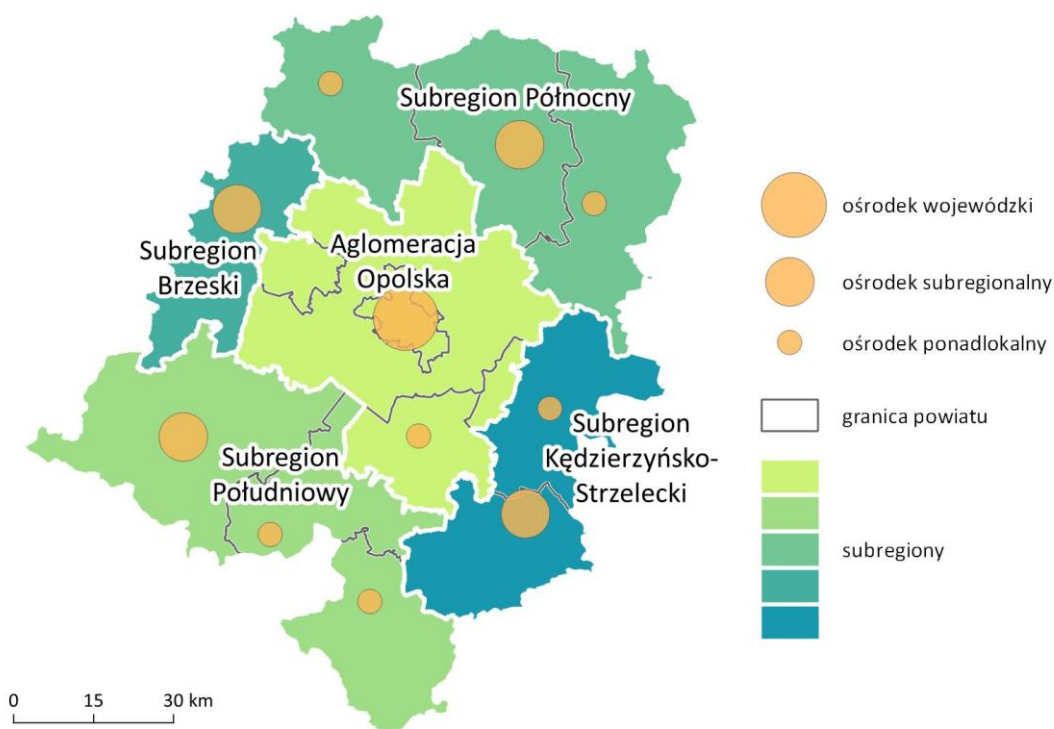 Subregion Północny
Aglomeracja
Opolska
Subregion
Brzeski
Subregion
Kędzierzyńsko-
Strzelecki
Subregion
Południowy
0 15 30 km
ośrodek wojewódzki
ośrodek subregionalny
ośrodek ponadlokalny
granica powiatu
subregiony